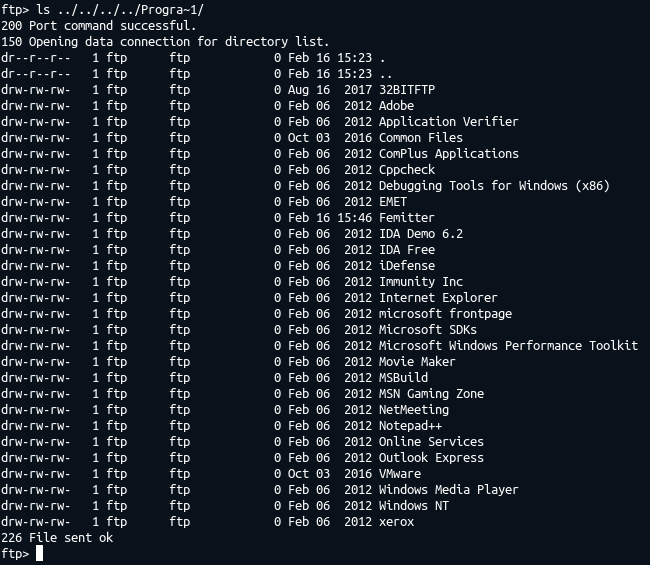 ftp> ls ../../../../Progra~1/
200 Port command successful.
150 Opening data connection for directory list.
dr--r--r--   1 ftp      ftp            0 Feb 16 15:23 .
dr--r--r--   1 ftp      ftp            0 Feb 16 15:23 ..
drw-rw-rw-   1 ftp      ftp            0 Aug 16  2017 32BITFTP
drw-rw-rw-   1 ftp      ftp            0 Feb 06  2012 Adobe
drw-rw-rw-   1 ftp      ftp            0 Feb 06  2012 Application Verifier
drw-rw-rw-   1 ftp      ftp            0 Oct 03  2016 Common Files
drw-rw-rw-   1 ftp      ftp            0 Feb 06  2012 ComPlus Applications
drw-rw-rw-   1 ftp      ftp            0 Feb 06  2012 Cppcheck
drw-rw-rw-   1 ftp      ftp            0 Feb 06  2012 Debugging Tools for Windows (x86)
drw-rw-rw-   1 ftp      ftp            0 Feb 06  2012 EMET
drw-rw-rw-   1 ftp      ftp            0 Feb 16 15:46 Femitter
drw-rw-rw-   1 ftp      ftp            0 Feb 06  2012 IDA Demo 6.2
drw-rw-rw-   1 ftp      ftp            0 Feb 06  2012 IDA Free
drw-rw-rw-   1 ftp      ftp            0 Feb 06  2012 iDefense
drw-rw-rw-   1 ftp      ftp            0 Feb 06  2012 Immunity Inc
drw-rw-rw-   1 ftp      ftp            0 Feb 06  2012 Internet Explorer
drw-rw-rw-   1 ftp      ftp            0 Feb 06  2012 microsoft frontpage
drw-rw-rw-   1 ftp      ftp            0 Feb 06  2012 Microsoft SDKs
drw-rw-rw-   1 ftp      ftp            0 Feb 06  2012 Microsoft Windows Performance Toolkit
drw-rw-rw-   1 ftp      ftp            0 Feb 06  2012 Movie Maker
drw-rw-rw-   1 ftp      ftp            0 Feb 06  2012 MSBuild
drw-rw-rw-   1 ftp      ftp            0 Feb 06  2012 MSN Gaming Zone
drw-rw-rw-   1 ftp      ftp            0 Feb 06  2012 NetMeeting
drw-rw-rw-   1 ftp      ftp            0 Feb 06  2012 Notepad++
drw-rw-rw-   1 ftp      ftp            0 Feb 06  2012 Online Services
drw-rw-rw-   1 ftp      ftp            0 Feb 06  2012 Outlook Express
drw-rw-rw-   1 ftp      ftp            0 Oct 03  2016 VMware
drw-rw-rw-   1 ftp      ftp            0 Feb 06  2012 Windows Media Player
drw-rw-rw-   1 ftp      ftp            0 Feb 06  2012 Windows NT
drw-rw-rw-   1 ftp      ftp            0 Feb 06  2012 xerox
226 File sent ok
ftp>